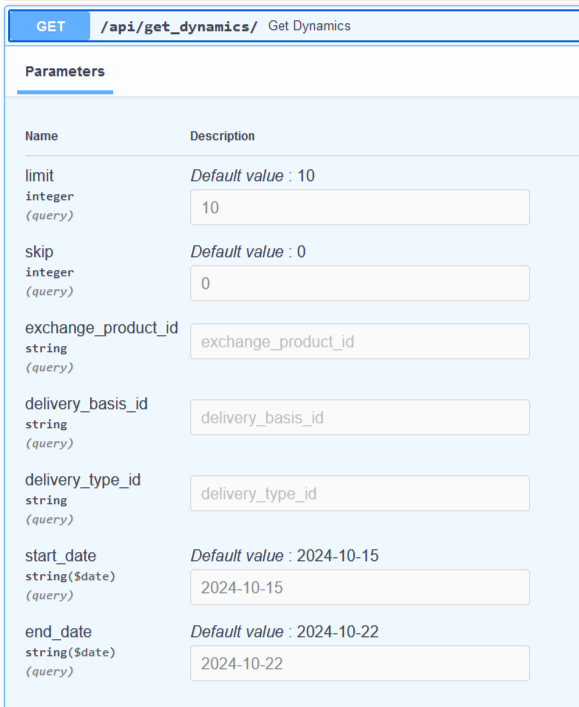 GET /api/get_dynamics/ Get Dynamics
Parameters
Name Description
limit Default value : 10
integer
(query)
10
skip Default value : 0
integer
(query)
0
exchange_product_id
string
(query)
exchange_product_id
delivery_basis_id
string
(query)
delivery_basis_id
delivery_type_id
string
(query)
delivery_type_id
start_date Default value : 2024-10-15
string($date)
(query)
2024-10-15
end_date Default value : 2024-10-22
string($date)
(query)
2024-10-22